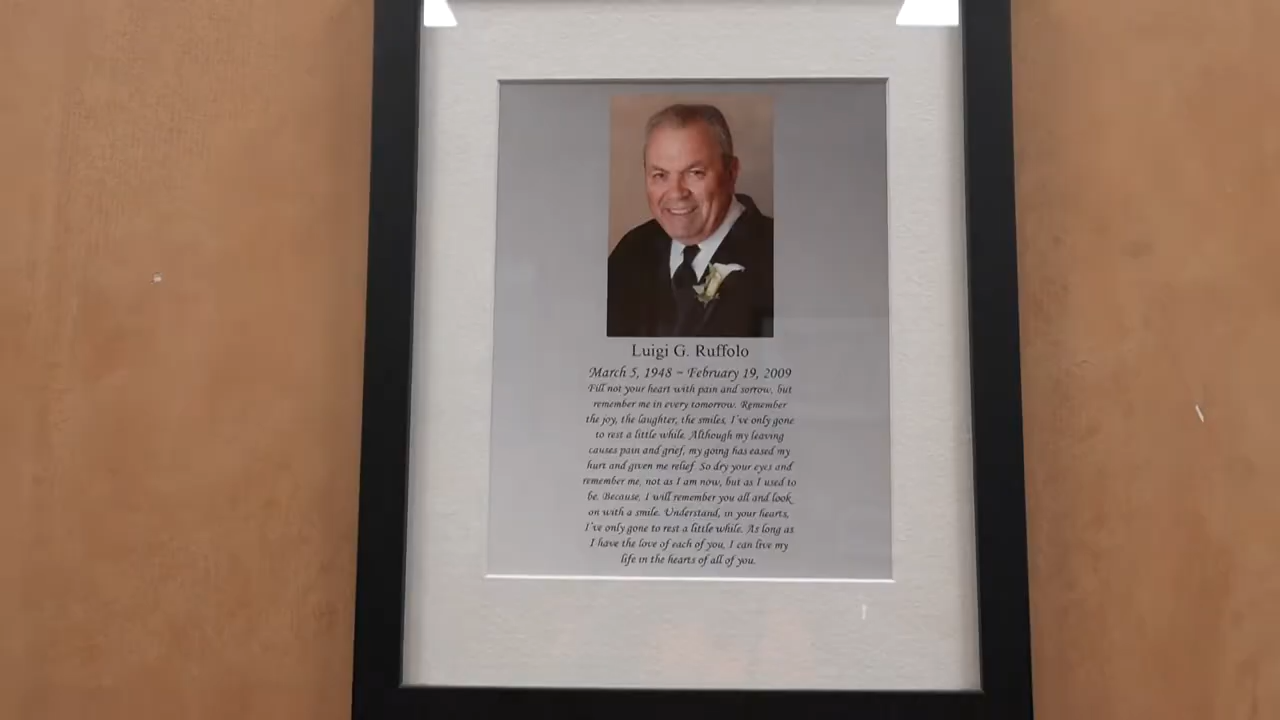 Luigi G. Ruffolo
March 5, 1948 ~ February 19, 2009
Fill not your heart with pain and sorrow, but
remember me in every tomorrow. Remember
the joy, the laughter, the smiles, I've only gone
to rest a little while. Although my leaving
causes pain and grief, my going has eased my
hurt and given me relief. So dry your eyes and
remember me, not as I am now, but as I used to
be. Because, I will remember you all and look
on with a smile. Understand, in your hearts,
I've only gone to rest a little while. As long as
I have the love of each of you, I can live my
life in the hearts of all of you.